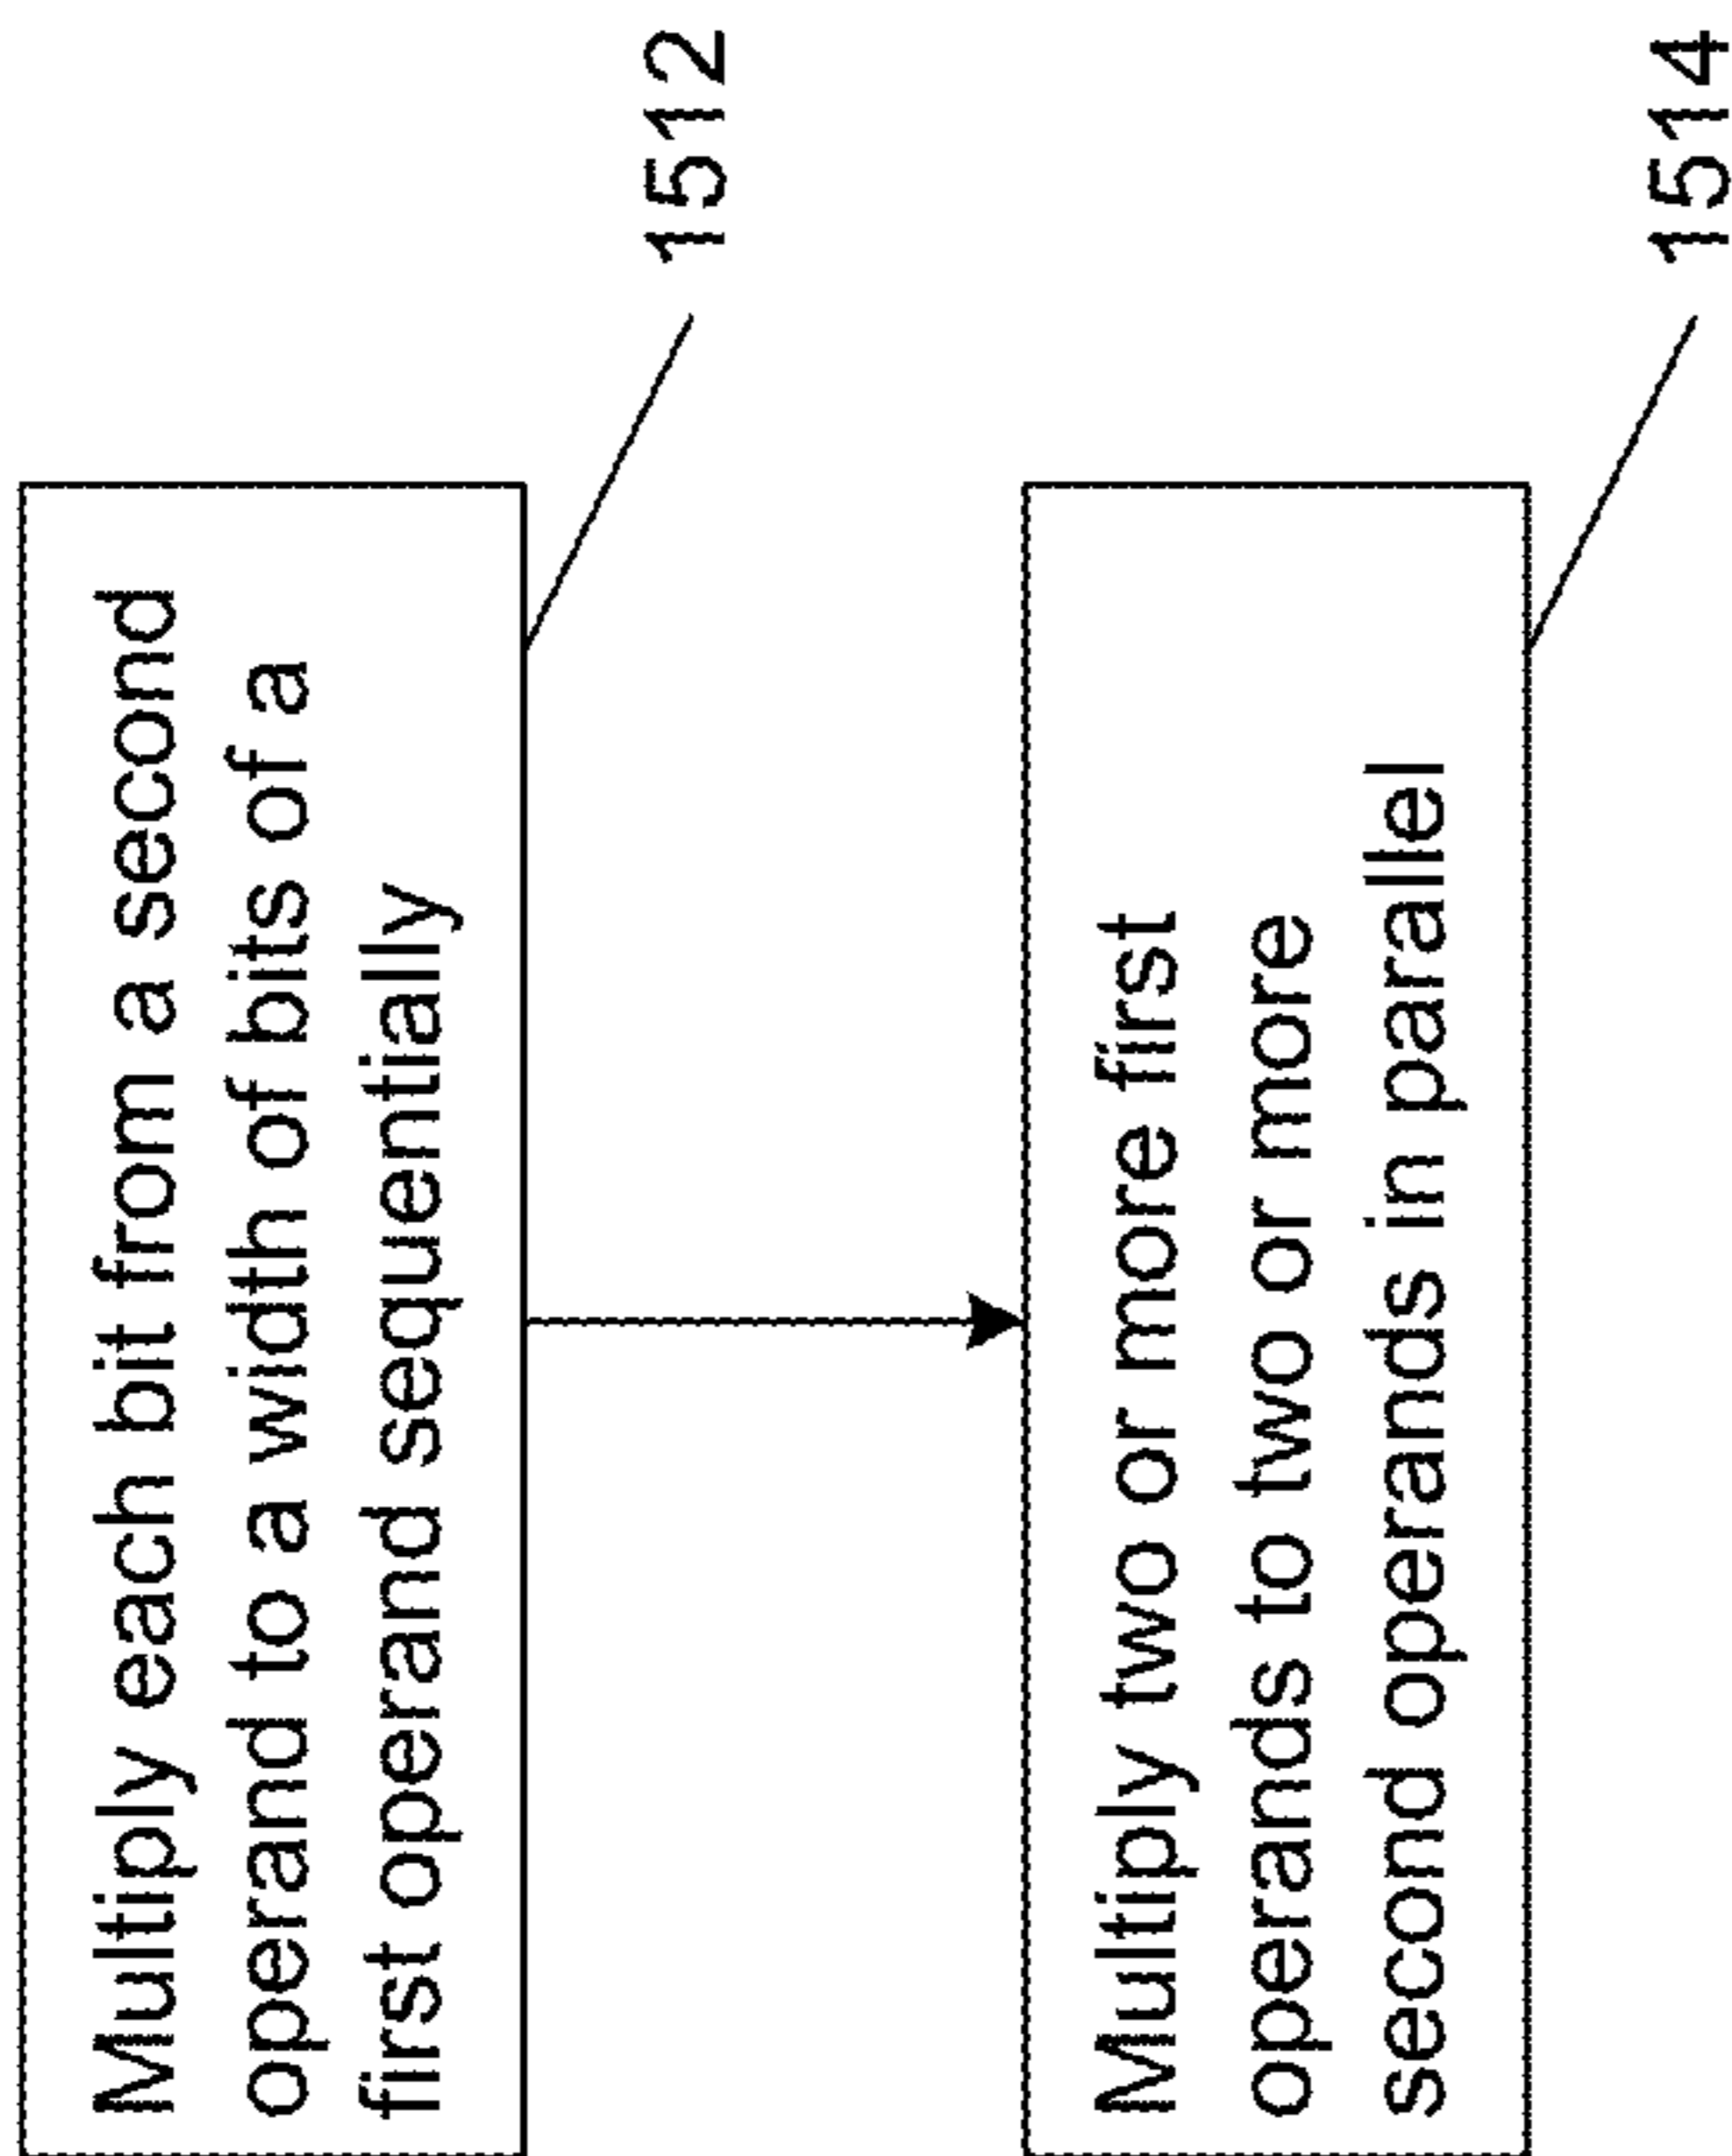 Multiply each bit from a second
operand to a width of bits of a
first operand sequentially
1512
Multiply two or more first
operands to two or more
second operands in parallel
1514